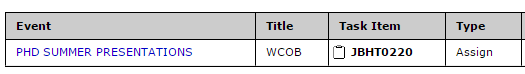 Event Title Task Item Type
PHD SUMMER PRESENTATIONS WCOB JBHT0220 Assign